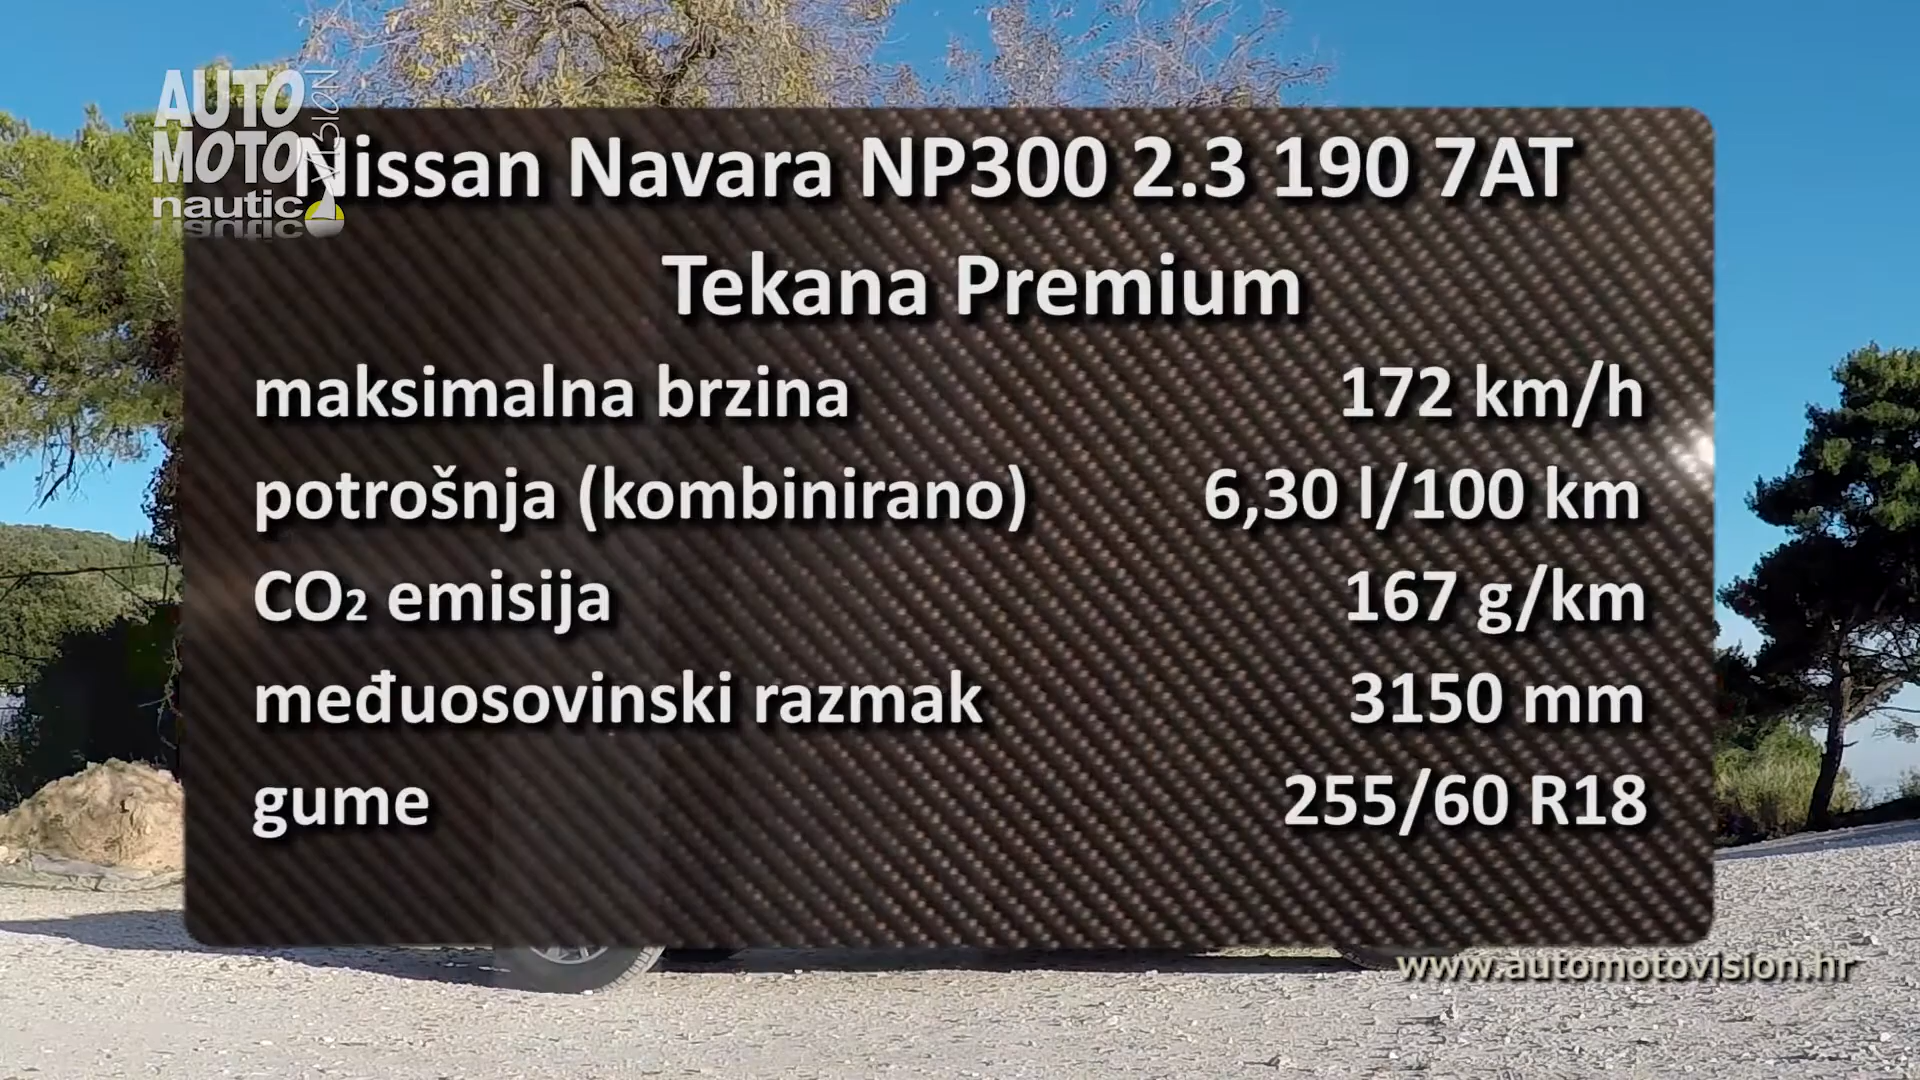 AUTO
MOTO
VISION
nautic
Nissan Navara NP300 2.3 190 7AT
Tekana Premium
maksimalna brzina 172 km/h
potrošnja (kombinirano) 6,30 l/100 km
CO₂ emisija 167 g/km
međuosovinski razmak 3150 mm
gume 255/60 R18
www.automotovision.hr